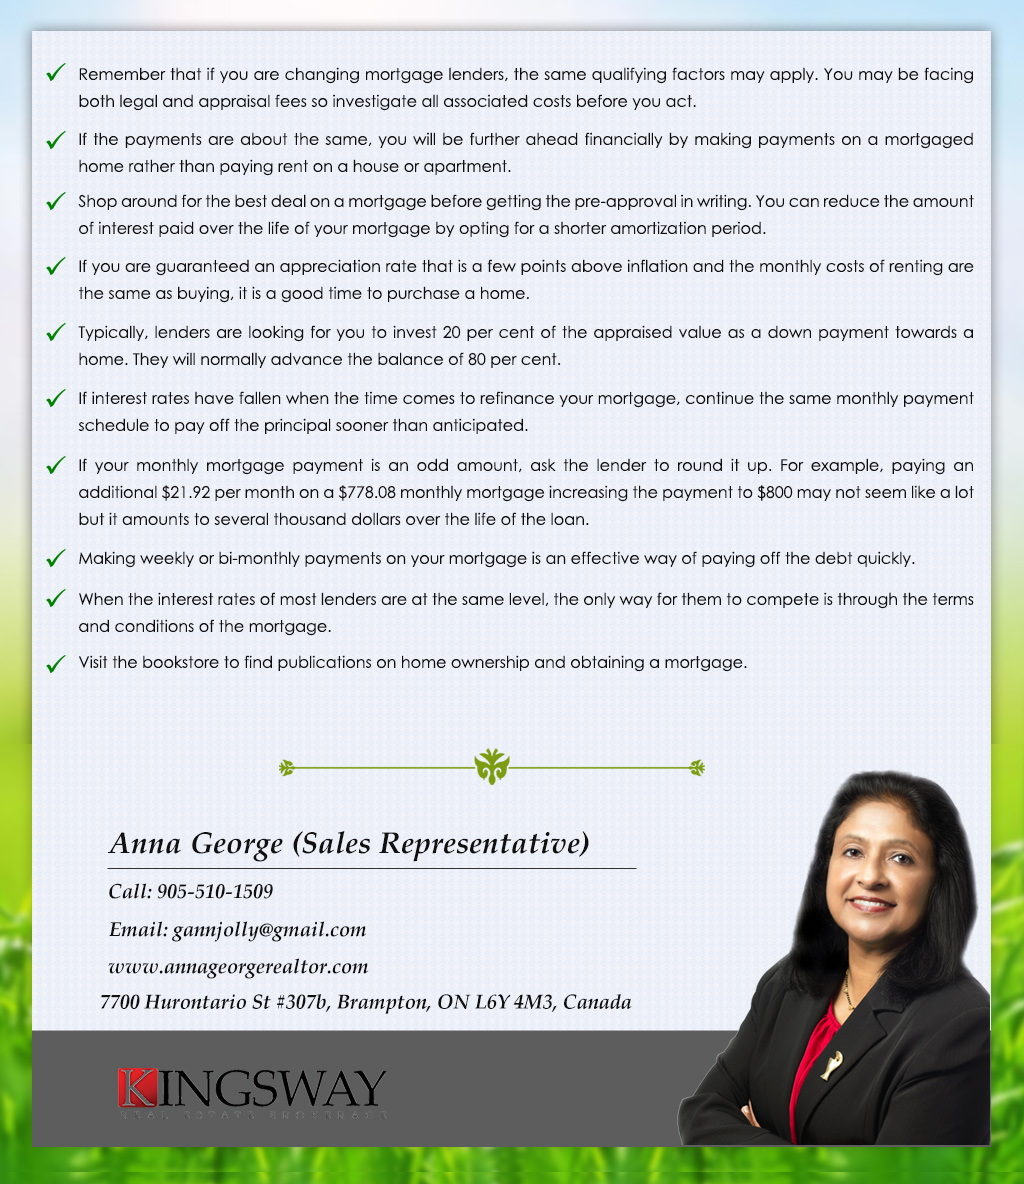 Remember that if you are changing mortgage lenders, the same qualifying factors may apply. You may be facing
both legal and appraisal fees so investigate all associated costs before you act.
If the payments are about the same, you will be further ahead financially by making payments on a mortgaged
home rather than paying rent on a house or apartment.
Shop around for the best deal on a mortgage before getting the pre-approval in writing. You can reduce the amount
of interest paid over the life of your mortgage by opting for a shorter amortization period.
If you are guaranteed an appreciation rate that is a few points above inflation and the monthly costs of renting are
the same as buying, it is a good time to purchase a home.
Typically, lenders are looking for you to invest 20 per cent of the appraised value as a down payment towards a
home. They will normally advance the balance of 80 per cent.
If interest rates have fallen when the time comes to refinance your mortgage, continue the same monthly payment
schedule to pay off the principal sooner than anticipated.
If your monthly mortgage payment is an odd amount, ask the lender to round it up. For example, paying an
additional $21.92 per month on a $778.08 monthly mortgage increasing the payment to $800 may not seem like a lot
but it amounts to several thousand dollars over the life of the loan.
Making weekly or bi-monthly payments on your mortgage is an effective way of paying off the debt quickly.
When the interest rates of most lenders are at the same level, the only way for them to compete is through the terms
and conditions of the mortgage.
Visit the bookstore to find publications on home ownership and obtaining a mortgage.
Anna George (Sales Representative)
Call: 905-510-1509
Email: gannjolly@gmail.com
www.annageorgerealtor.com
7700 Hurontario St #307b, Brampton, ON L6Y 4M3, Canada
KINGSWAY
REAL ESTATE BROKERAGE